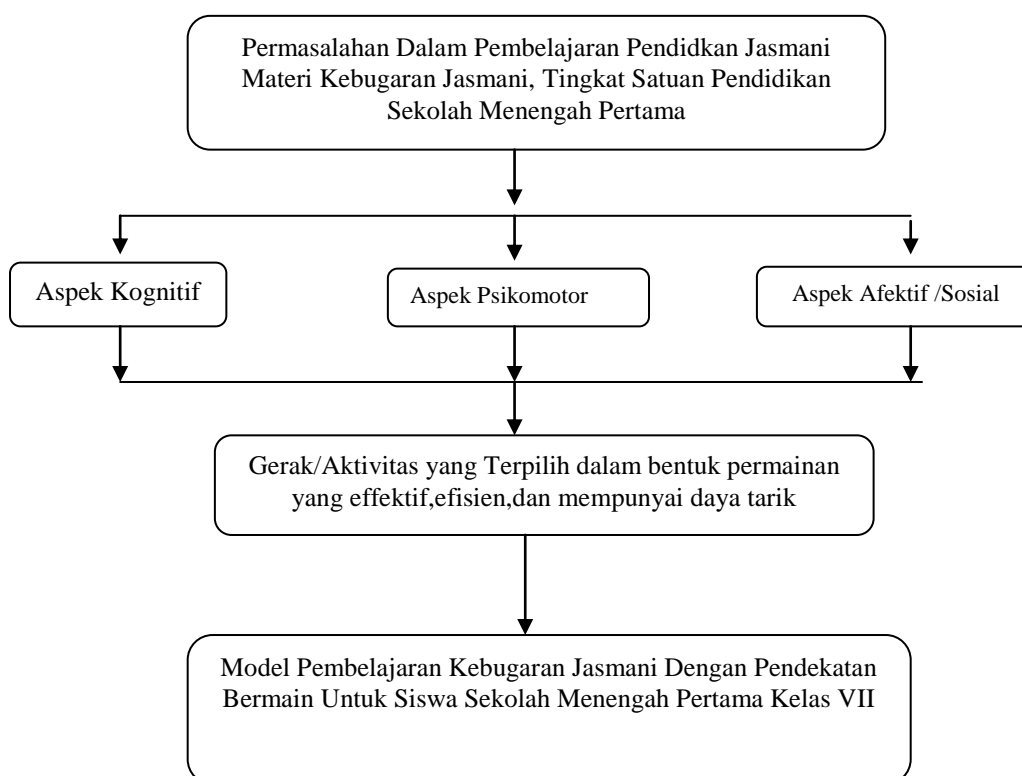 Permasalahan Dalam Pembelajaran Pendidkan Jasmani
Materi Kebugaran Jasmani, Tingkat Satuan Pendidikan
Sekolah Menengah Pertama
Aspek Kognitif
Aspek Psikomotor
Aspek Afektif /Sosial
Gerak/Aktivitas yang Terpilih dalam bentuk permainan
yang effektif,efisien,dan mempunyai daya tarik
Model Pembelajaran Kebugaran Jasmani Dengan Pendekatan
Bermain Untuk Siswa Sekolah Menengah Pertama Kelas VII